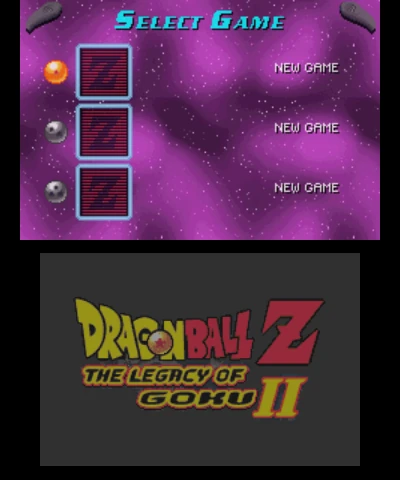 Select Game
NEW GAME
NEW GAME
NEW GAME
DRAGON BALL Z
THE LEGACY OF
GOKU II